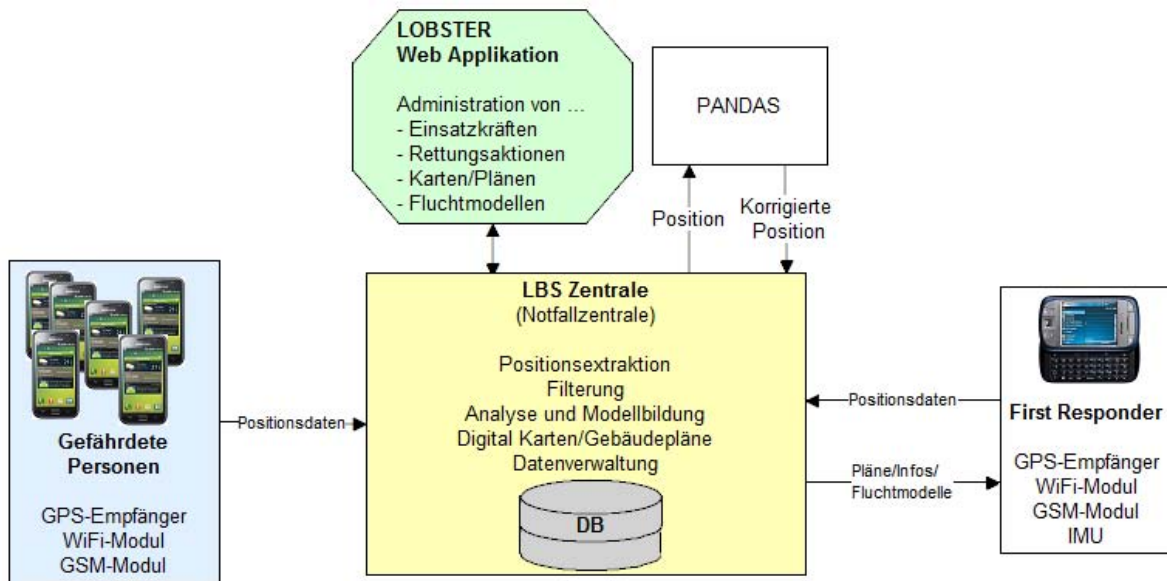 LOBSTER
Web Applikation
Administration von ...
- Einsatzkräften
- Rettungsaktionen
- Karten/Plänen
- Fluchtmodellen
PANDAS
Position
Korrigierte
Position
Gefährdete
Personen
GPS-Empfänger
WiFi-Modul
GSM-Modul
Positionsdaten
LBS Zentrale
(Notfallzentrale)
Positionsextraktion
Filterung
Analyse und Modellbildung
Digital Karten/Gebäudepläne
Datenverwaltung
DB
Positionsdaten
Pläne/Infos/
Fluchtmodelle
First Responder
GPS-Empfänger
WiFi-Modul
GSM-Modul
IMU